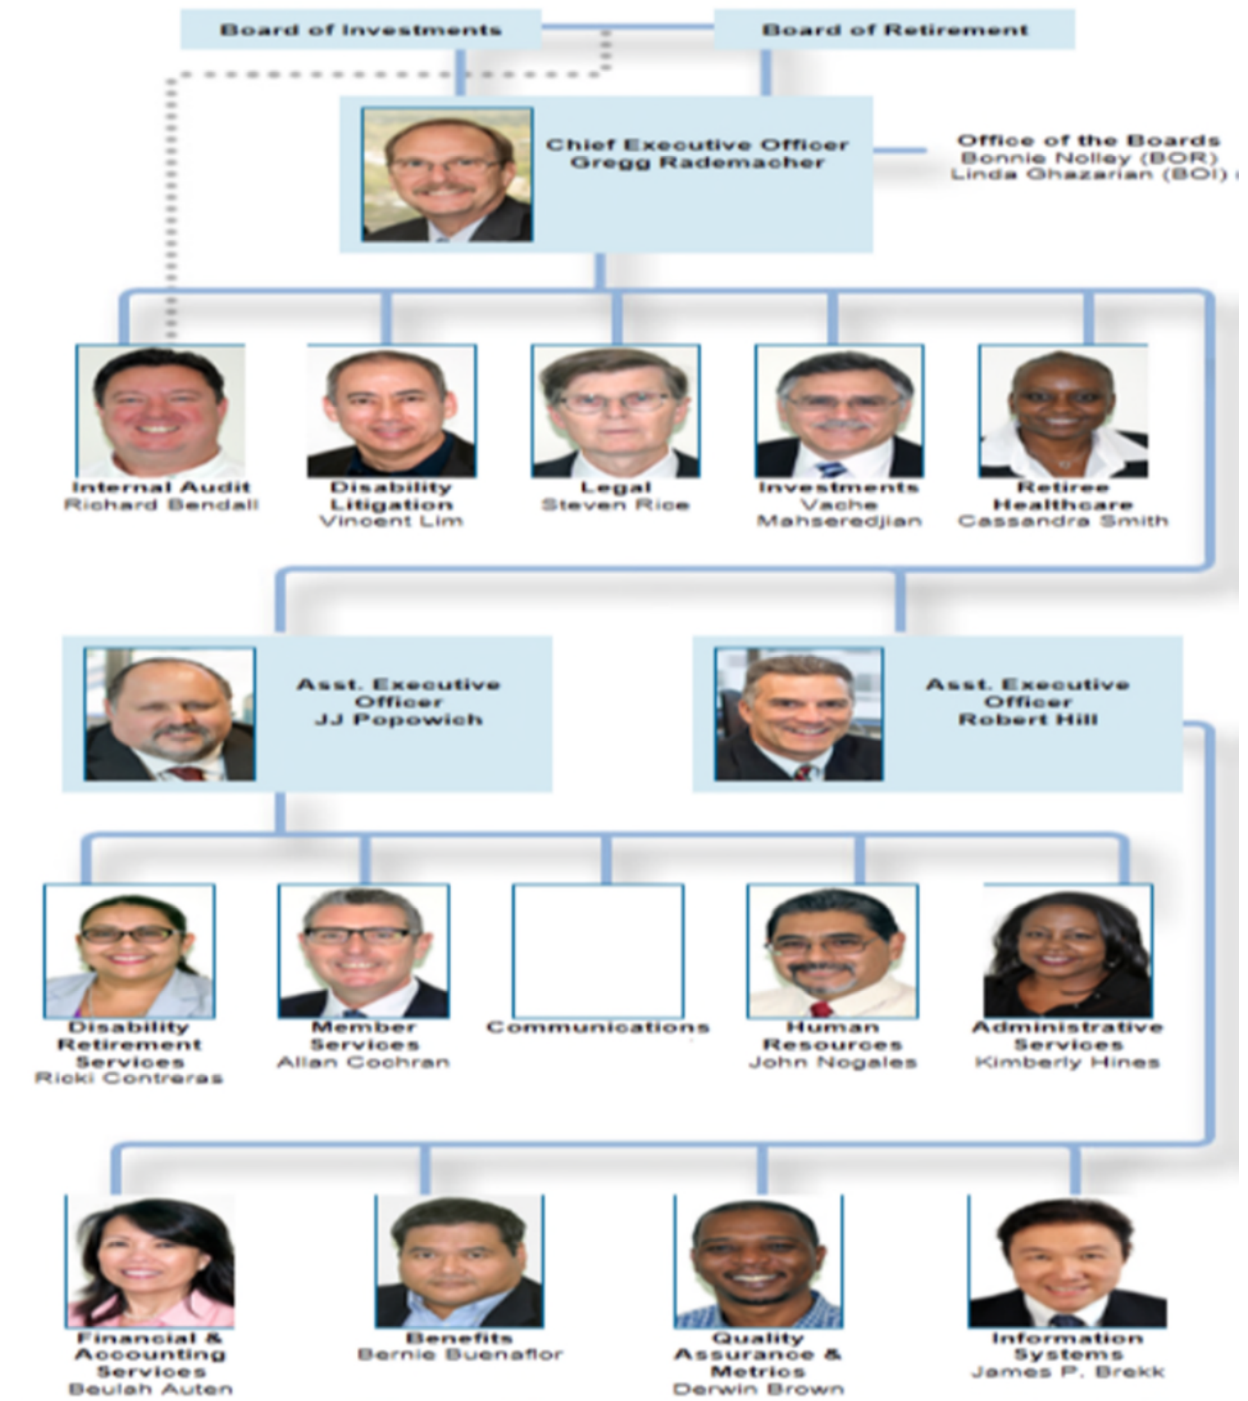 Board of Investments
Board of Retirement
Chief Executive Officer
Gregg Rademacher
Office of the Boards
Bonnie Nolley (BOR)
Linda Ghazarian (BOI)
Internal Audit
Richard Bendall
Disability
Litigation
Vincent Lim
Legal
Steven Rice
Investments
Vache
Mahseredjian
Retiree
Healthcare
Cassandra Smith
Asst. Executive
Officer
JJ Popowich
Asst. Executive
Officer
Robert Hill
Disability
Retirement
Services
Ricki Contreras
Member
Services
Allan Cochran
Communications
Human
Resources
John Nogales
Administrative
Services
Kimberly Hines
Financial &
Accounting
Services
Beulah Auten
Benefits
Bernie Buenaflor
Quality
Assurance &
Metrics
Derwin Brown
Information
Systems
James P. Brekk